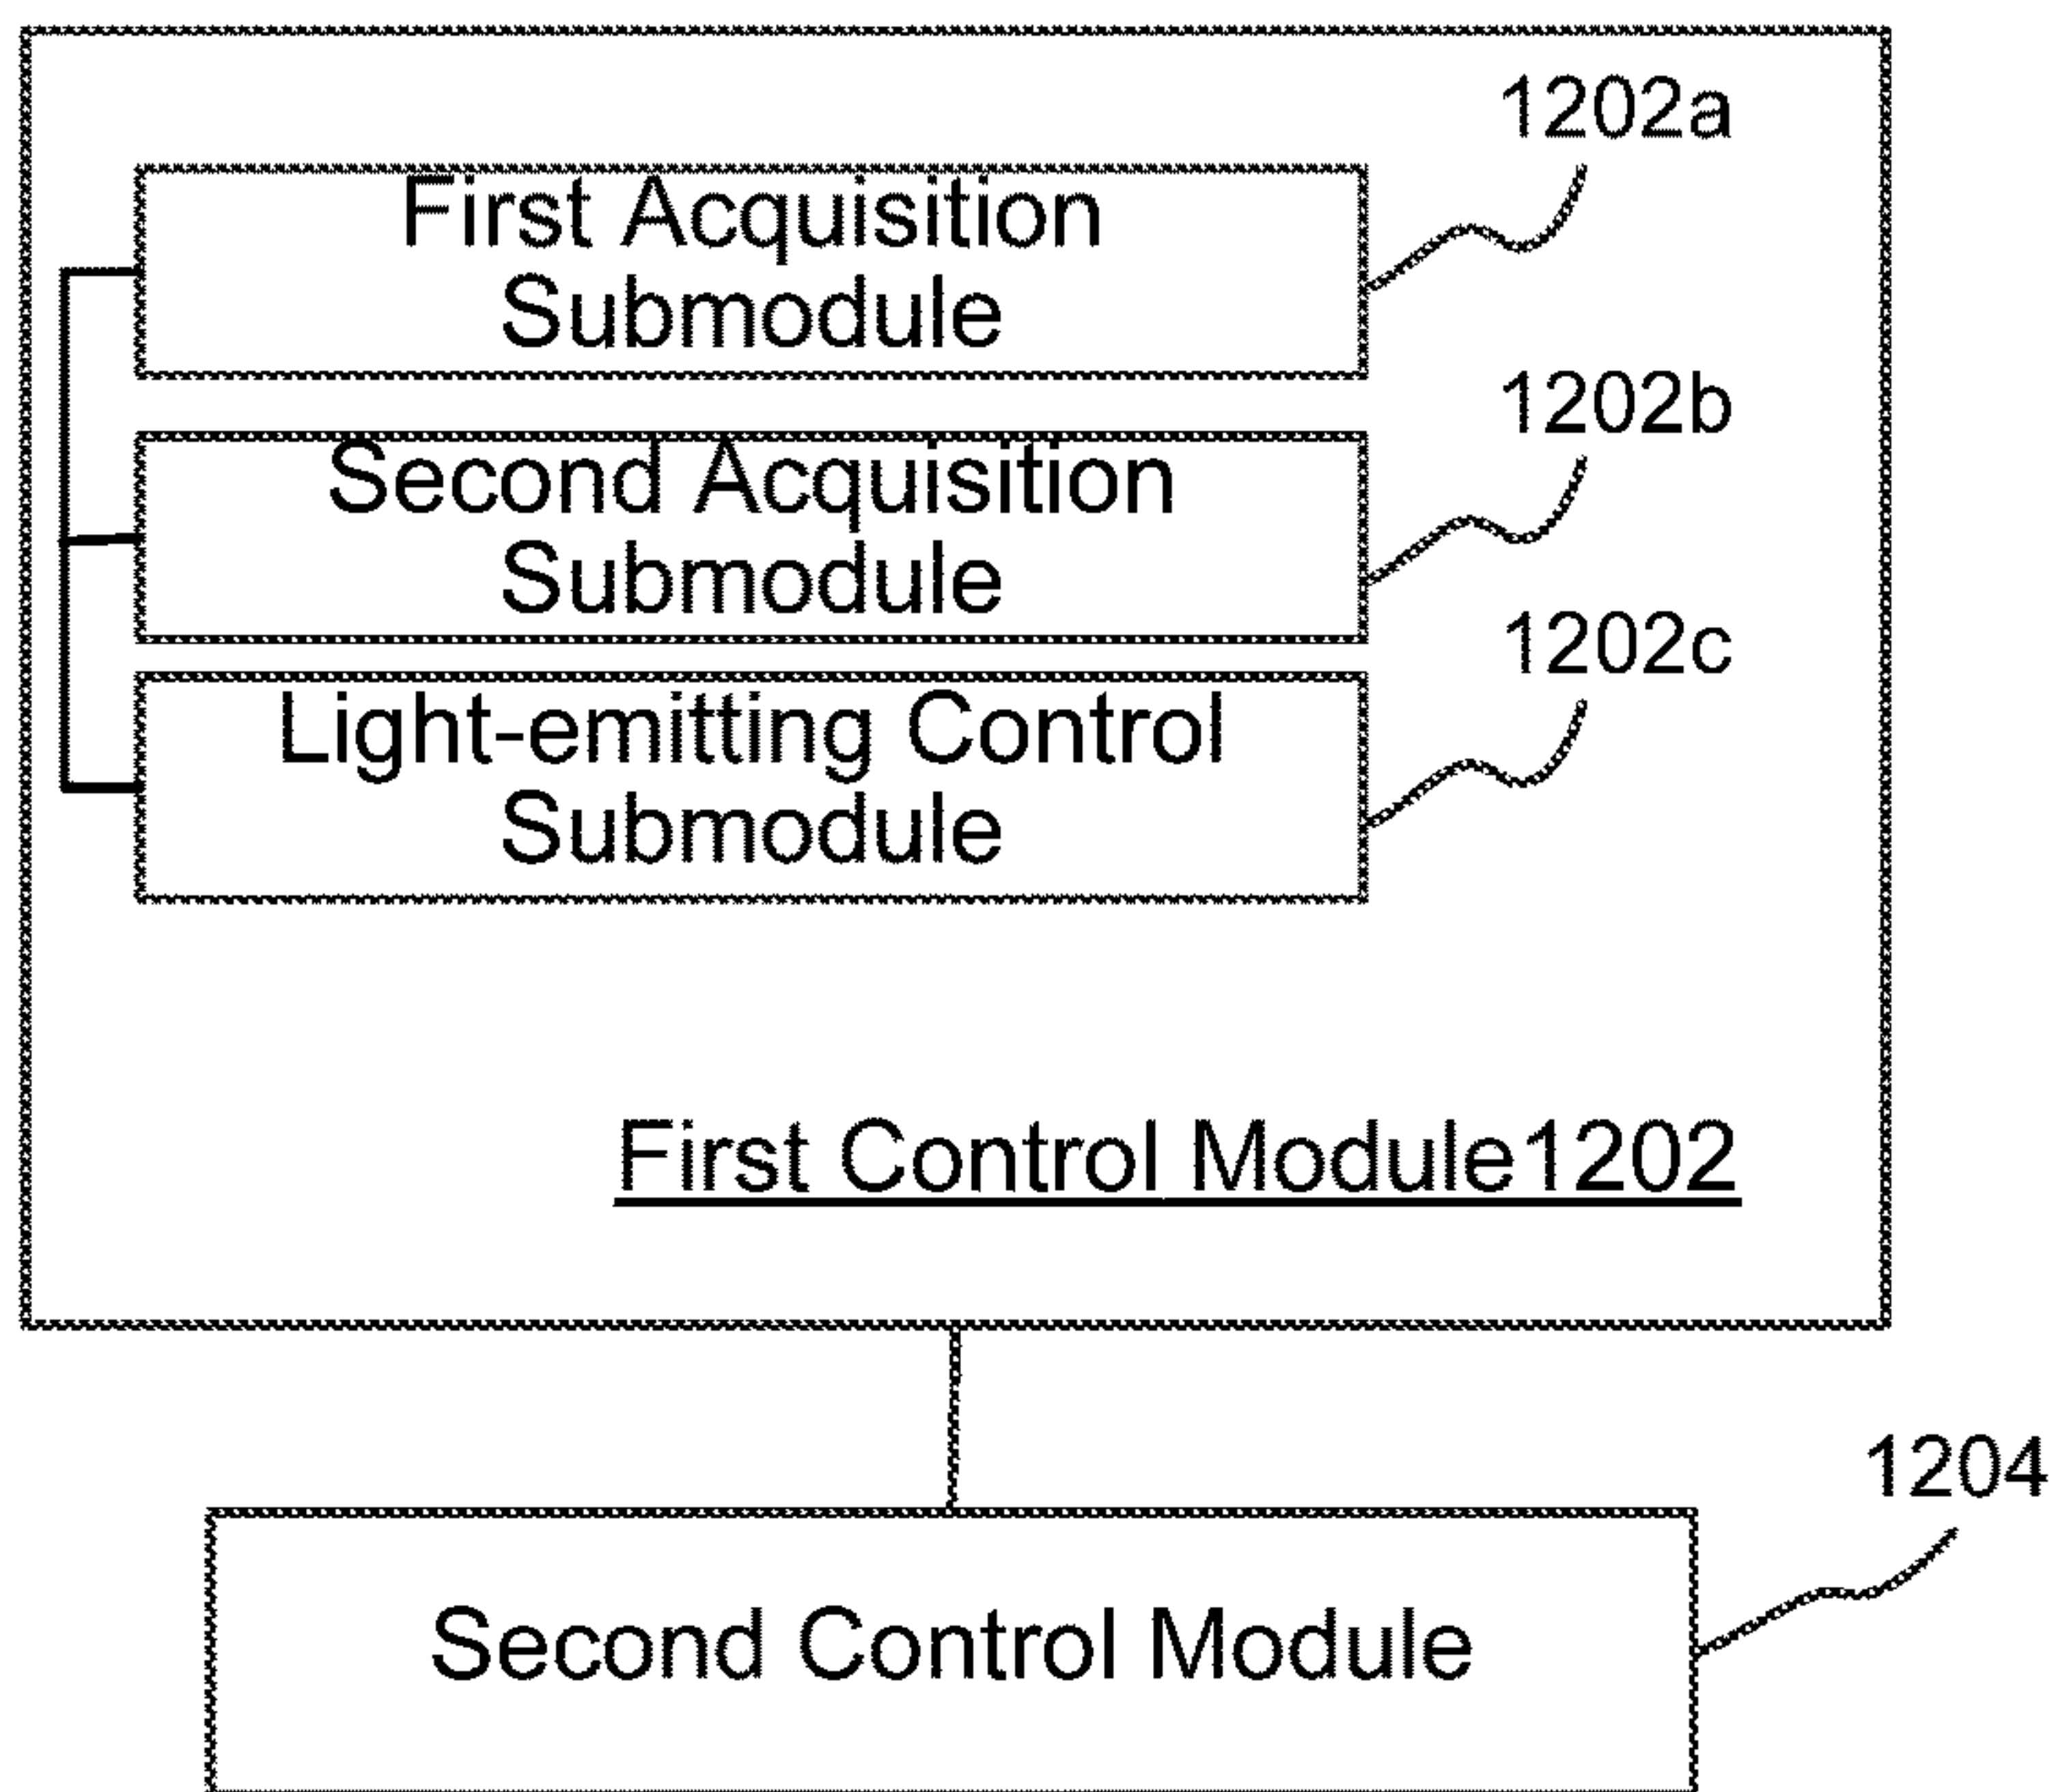 1202a
First Acquisition
Submodule
1202b
Second Acquisition
Submodule
1202c
Light-emitting Control
Submodule
First Control Module1202
1204
Second Control Module